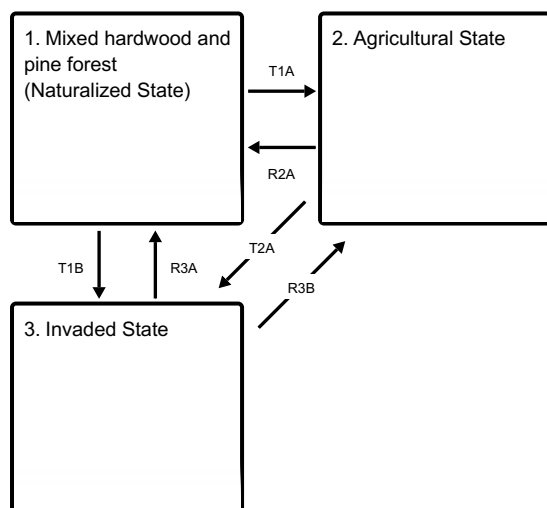 1. Mixed hardwood and
pine forest
(Naturalized State)
2. Agricultural State
T1A
R2A
T1B
R3A
T2A
R3B
3. Invaded State